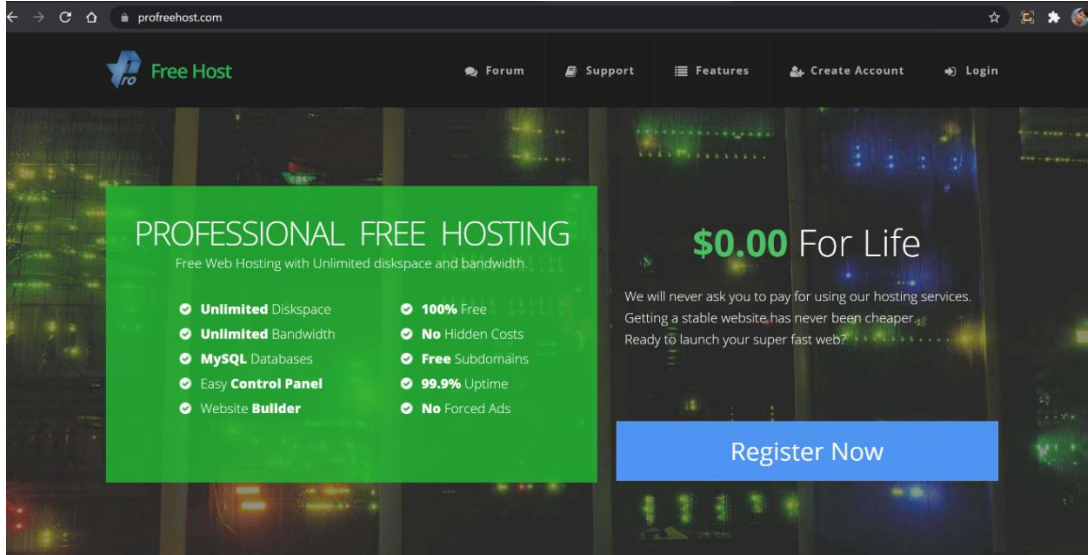 profreehost.com
Pro Free Host
Forum
Support
Features
Create Account
Login
PROFESSIONAL FREE HOSTING
Free Web Hosting with Unlimited diskspace and bandwidth.
Unlimited Diskspace
Unlimited Bandwidth
MySQL Databases
Easy Control Panel
Website Builder
100% Free
No Hidden Costs
Free Subdomains
99.9% Uptime
No Forced Ads
$0.00 For Life
We will never ask you to pay for using our hosting services.
Getting a stable website has never been cheaper.
Ready to launch your super fast web?
Register Now